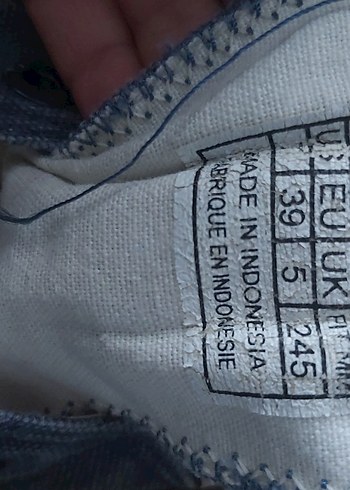 US EU UK
39 5 245
MADE IN INDONESIA
FABRIQUE EN INDONESIE